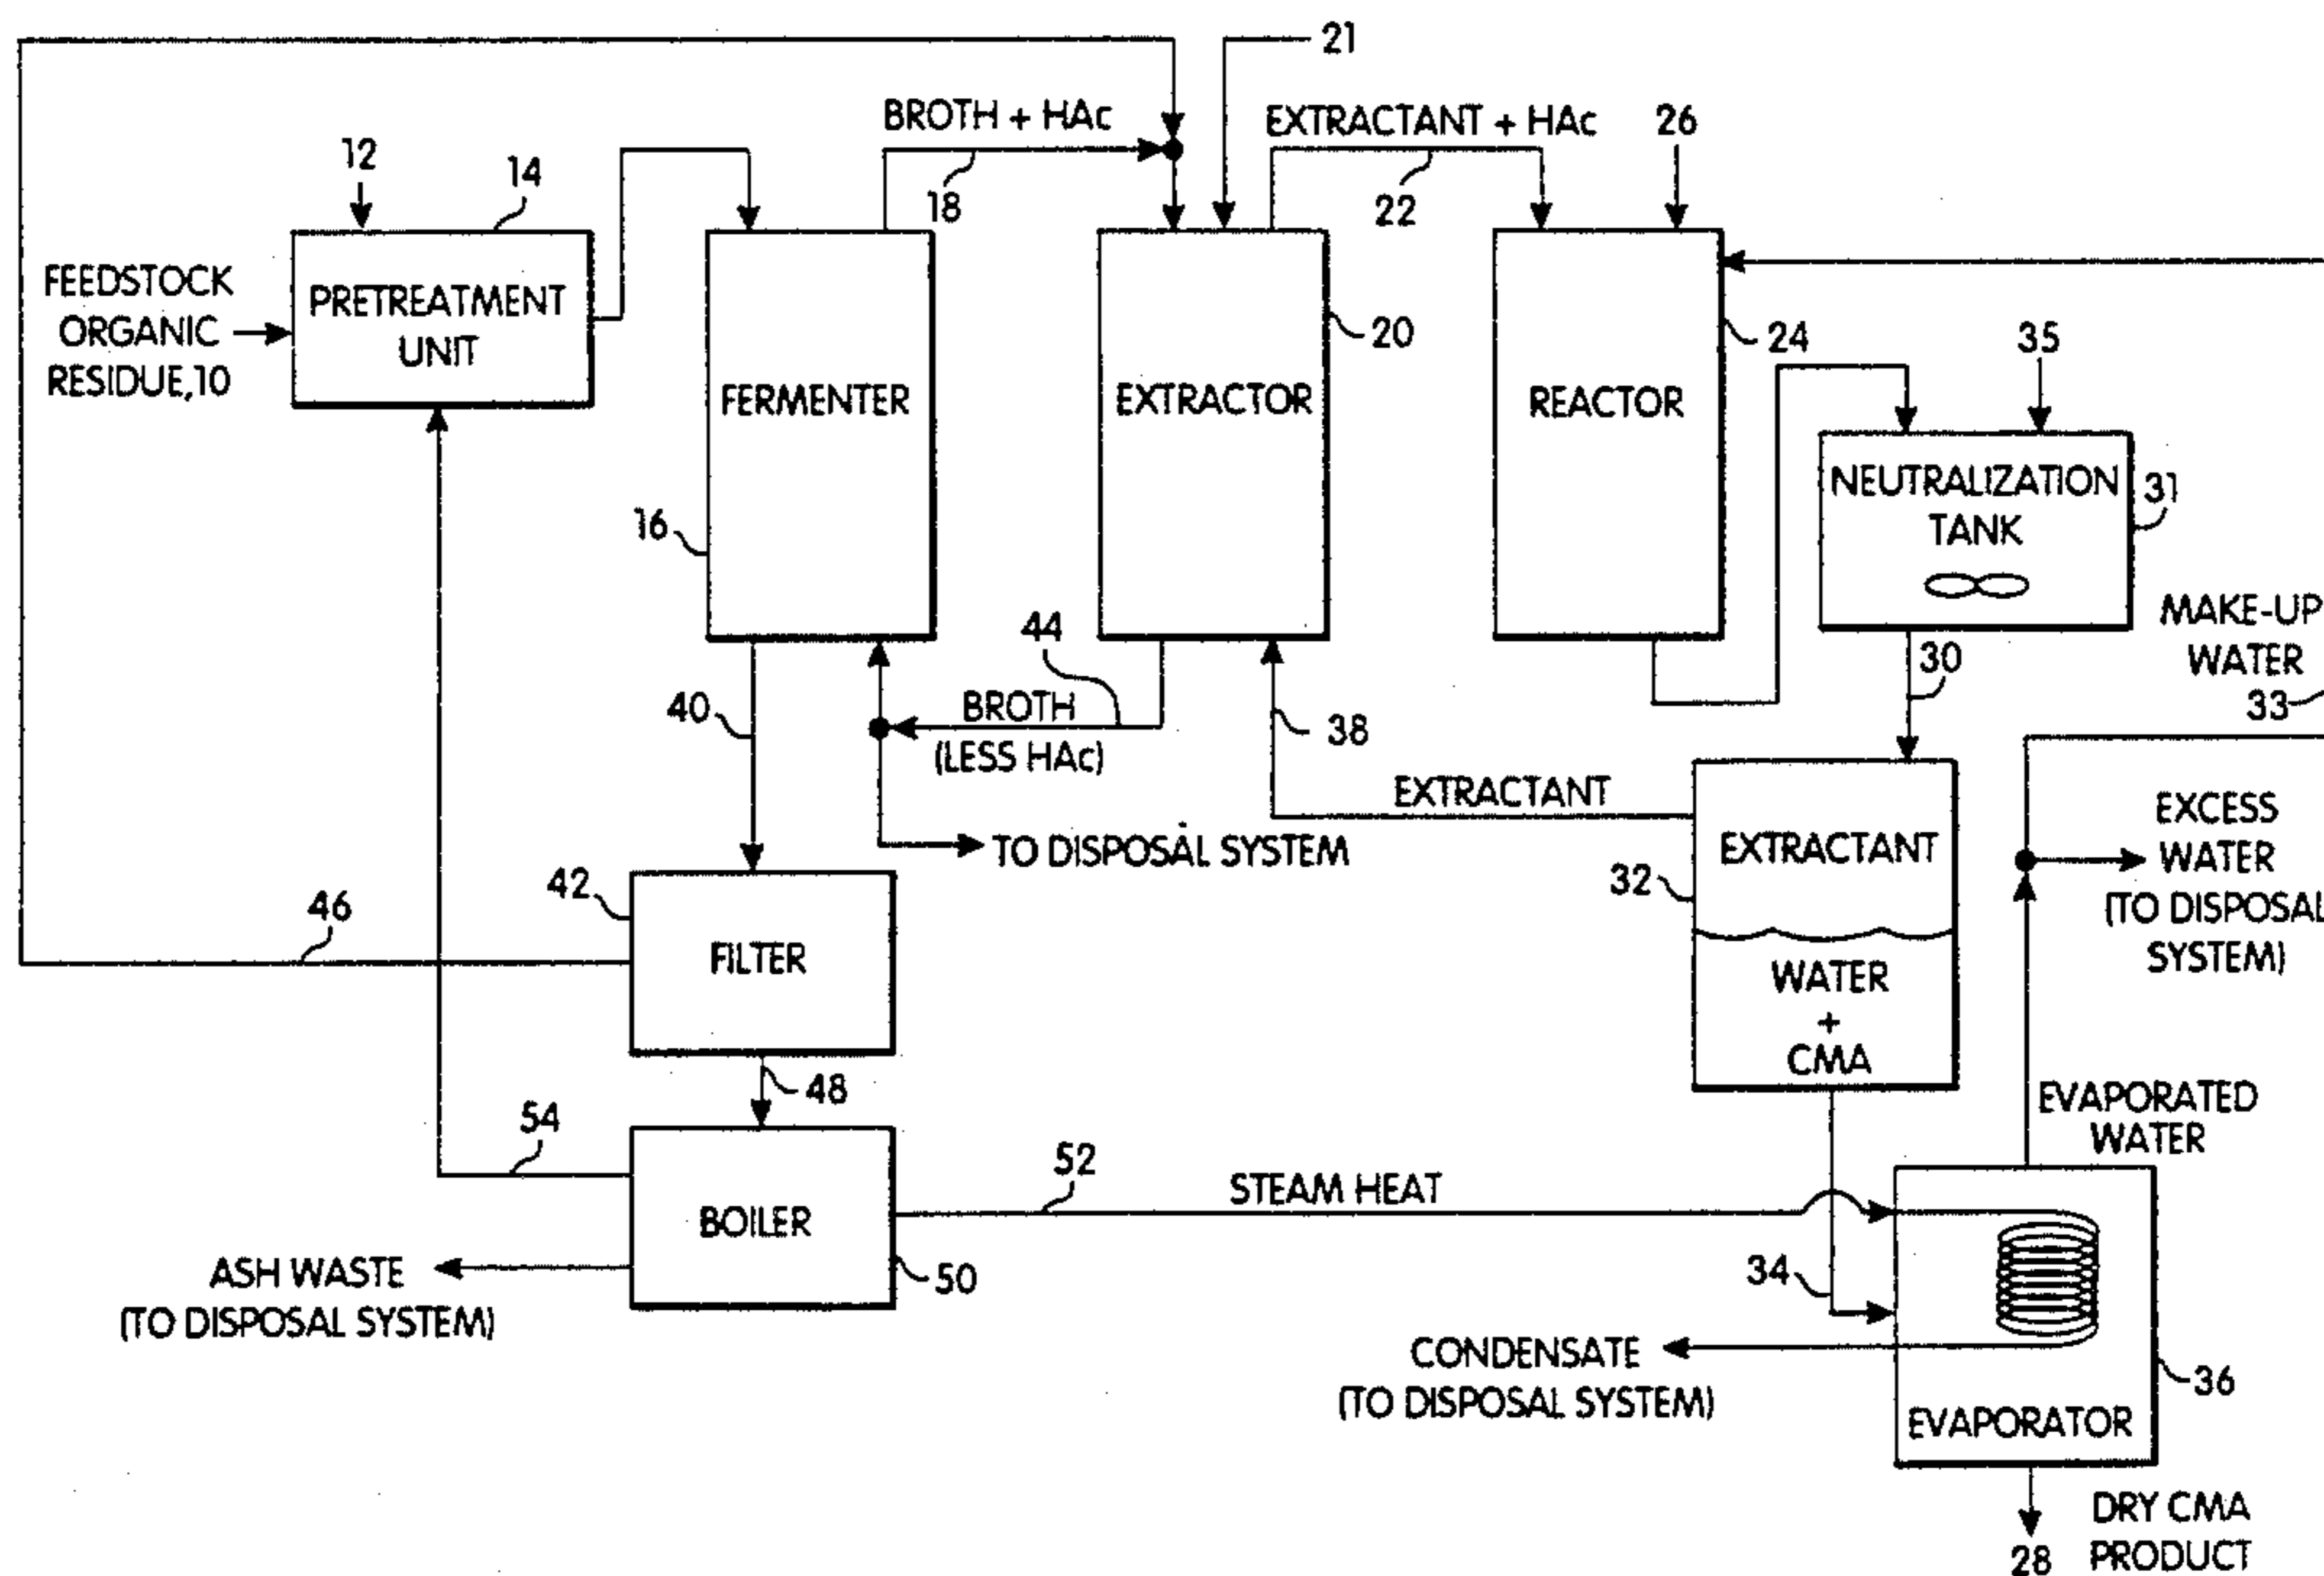 21
BROTH + HAc
EXTRACTANT + HAc
26
12
14
18
22
FEEDSTOCK
ORGANIC
RESIDUE,10
PRETREATMENT
UNIT
FERMENTER
16
EXTRACTOR
20
REACTOR
24
35
NEUTRALIZATION
TANK
31
MAKE-UP
WATER
33
30
44
40
BROTH
(LESS HAc)
38
EXTRACTANT
TO DISPOSAL SYSTEM
EXTRACTANT
32
WATER
+
CMA
EXCESS
WATER
(TO DISPOSAL
SYSTEM)
42
46
FILTER
48
EVAPORATED
WATER
54
52
STEAM HEAT
BOILER
50
ASH WASTE
(TO DISPOSAL SYSTEM)
34
CONDENSATE
(TO DISPOSAL SYSTEM)
36
EVAPORATOR
28
DRY CMA
PRODUCT